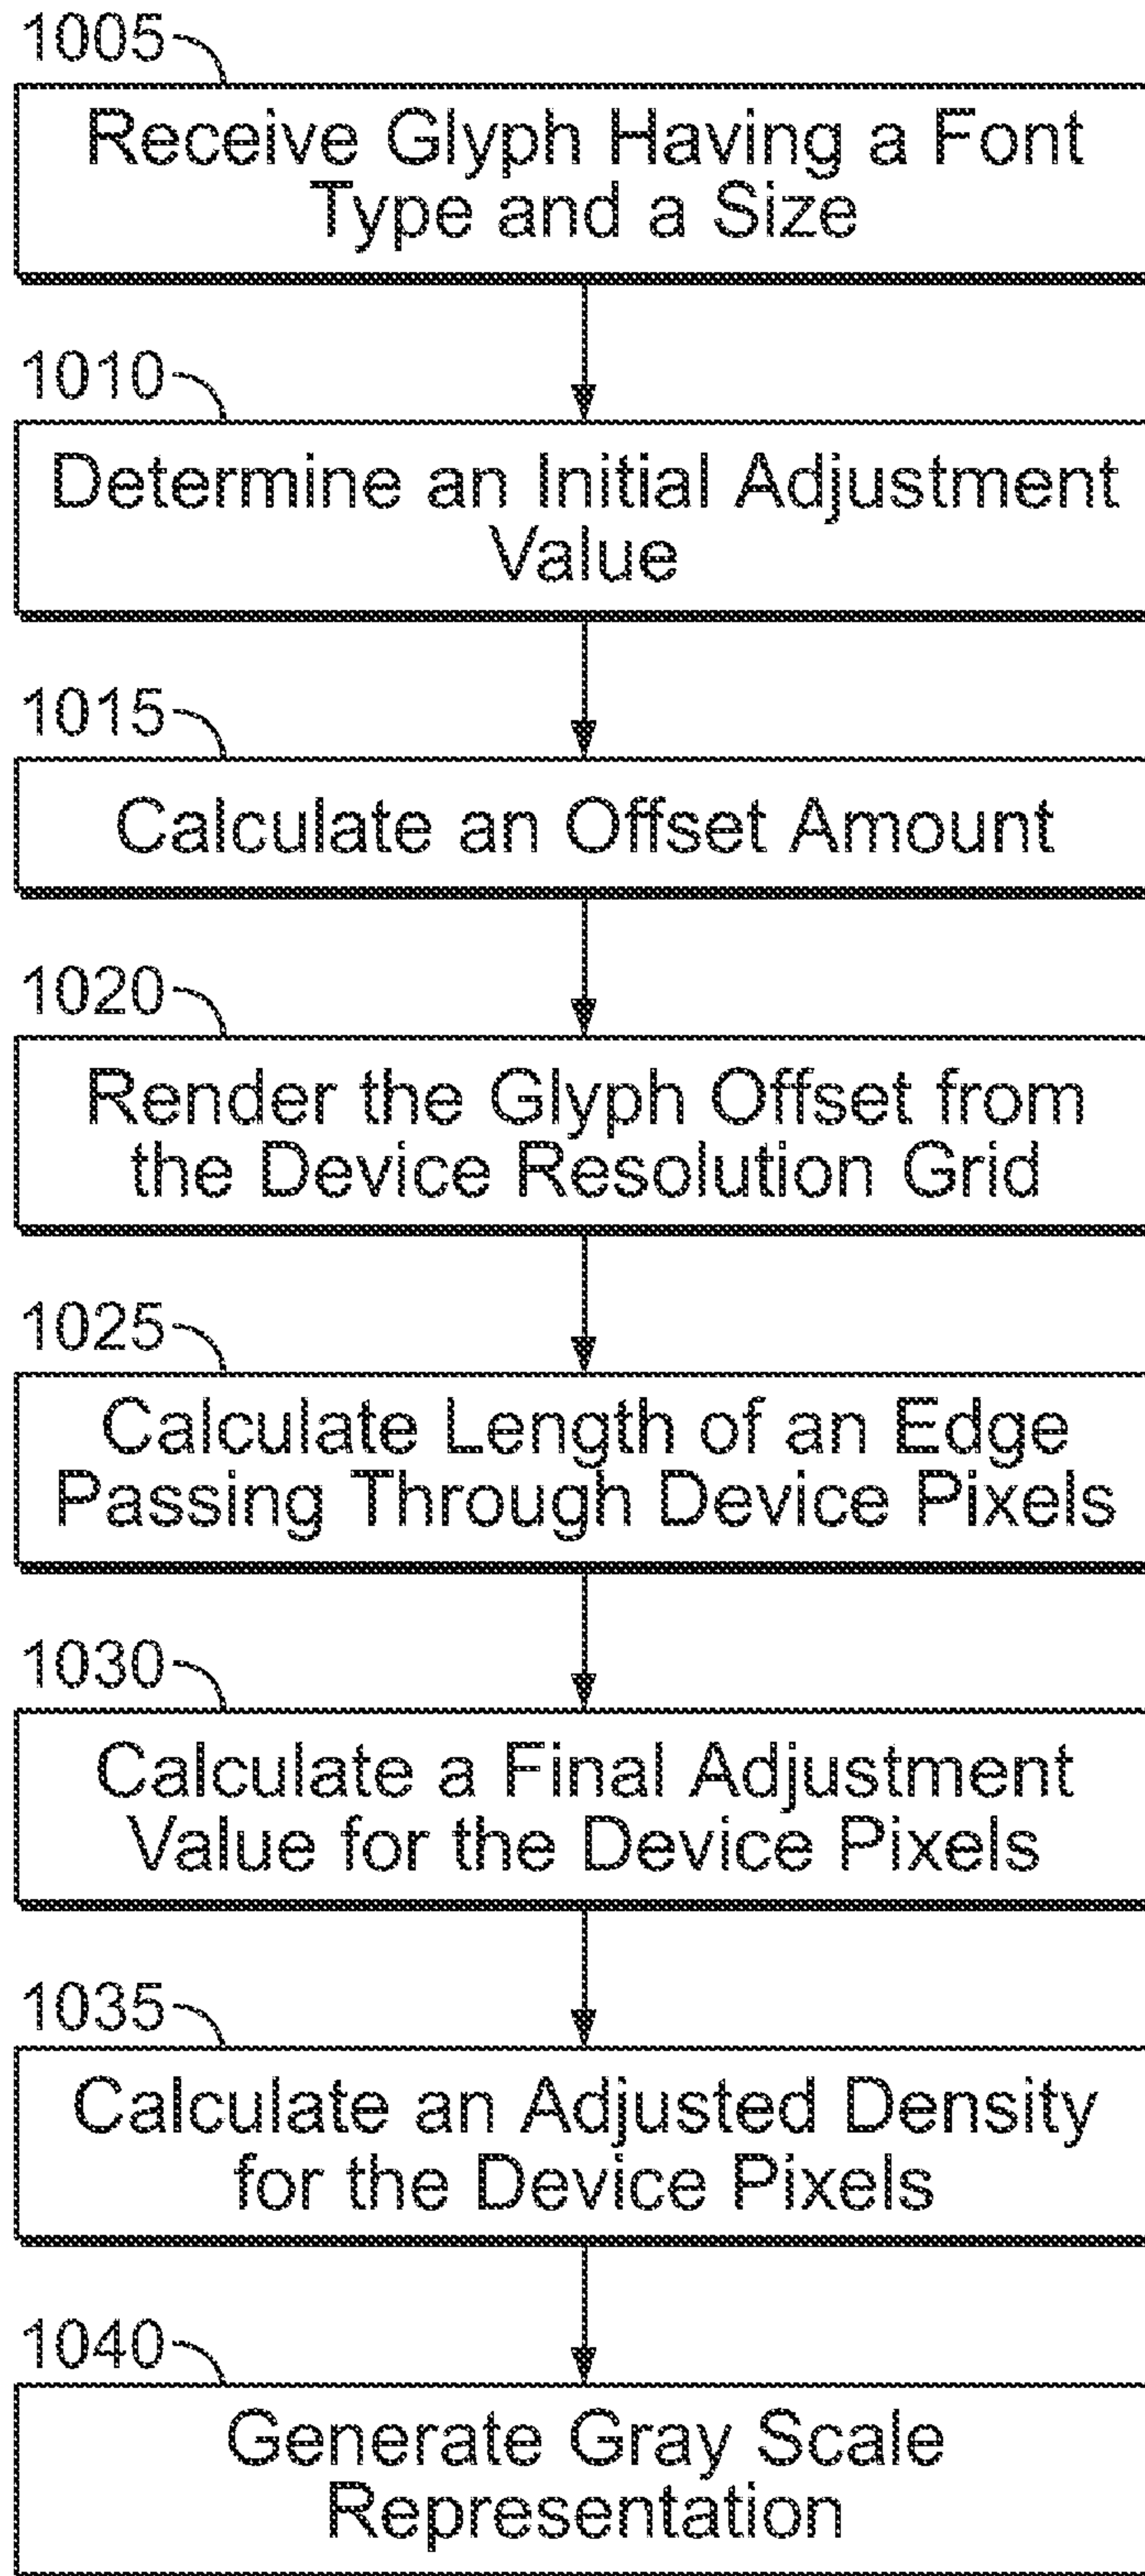 1005
Receive Glyph Having a Font
Type and a Size
1010
Determine an Initial Adjustment
Value
1015
Calculate an Offset Amount
1020
Render the Glyph Offset from
the Device Resolution Grid
1025
Calculate Length of an Edge
Passing Through Device Pixels
1030
Calculate a Final Adjustment
Value for the Device Pixels
1035
Calculate an Adjusted Density
for the Device Pixels
1040
Generate Gray Scale
Representation